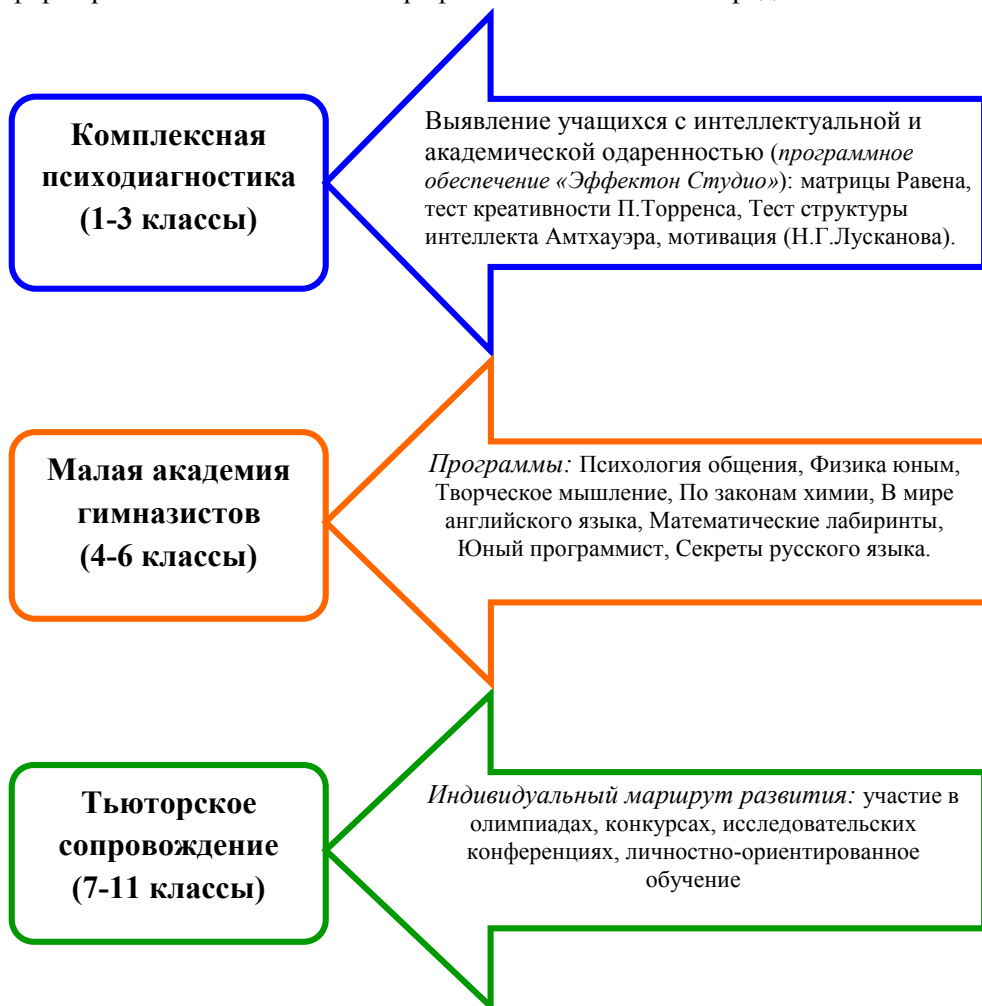 Комплексная
психодиагностика
(1-3 классы)
Выявление учащихся с интеллектуальной и
академической одаренностью (программное
обеспечение «Эффектон Студио»): матрицы Равена,
тест креативности П.Торренса, Тест структуры
интеллекта Амтхауэра, мотивация (Н.Г.Лусканова).
Малая академия
гимназистов
(4-6 классы)
Программы: Психология общения, Физика юным,
Творческое мышление, По законам химии, В мире
английского языка, Математические лабиринты,
Юный программист, Секреты русского языка.
Тьюторское
сопровождение
(7-11 классы)
Индивидуальный маршрут развития: участие в
олимпиадах, конкурсах, исследовательских
конференциях, личностно-ориентированное
обучение